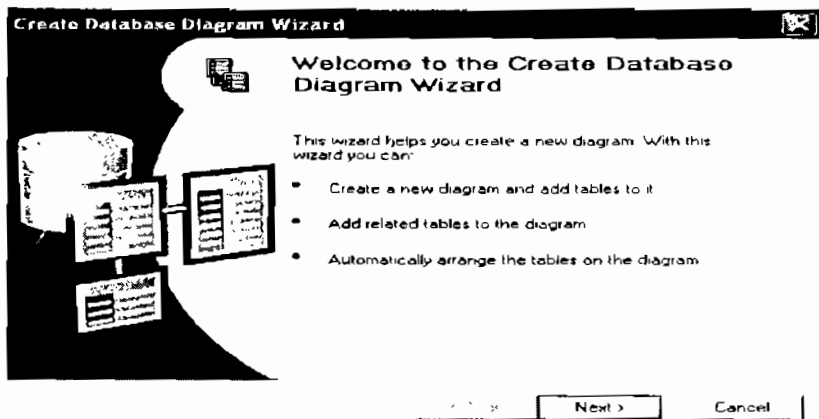 Create Database Diagram Wizard
Welcome to the Create Database
Diagram Wizard
This wizard helps you create a new diagram. With this
wizard you can:
• Create a new diagram and add tables to it
• Add related tables to the diagram
• Automatically arrange the tables on the diagram
Next >
Cancel